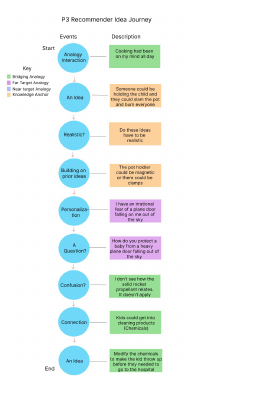 P3 Recommender Idea Journey
Events
Description
Start
Analogy
Interaction
Cooking had been
on my mind all day
Key
Bridging Analogy
Far Target Analogy
Near target Analogy
Knowledge Anchor
An Idea
Someone could be
holding the child and
they could slam the pot
and burn everyone
Realistic?
Do these ideas
have to be
realistic
Building on
prior ideas
The pot holder
could be magnetic
or there could be
clamps
Personaliza-
tion
I have an irrational
fear of a plane door
falling on me out of
the sky
A
Question?
How do you protect a
baby from a heavy
plane door falling out of
the sky
Confusion?
I don't see how the
solid rocket
propellant relates.
It doesn't apply
Connection
Kids could get into
cleaning products
(Chemicals)
End
An Idea
Modify the chemicals
to make the kid throw up
before they needed to
go to the hospital